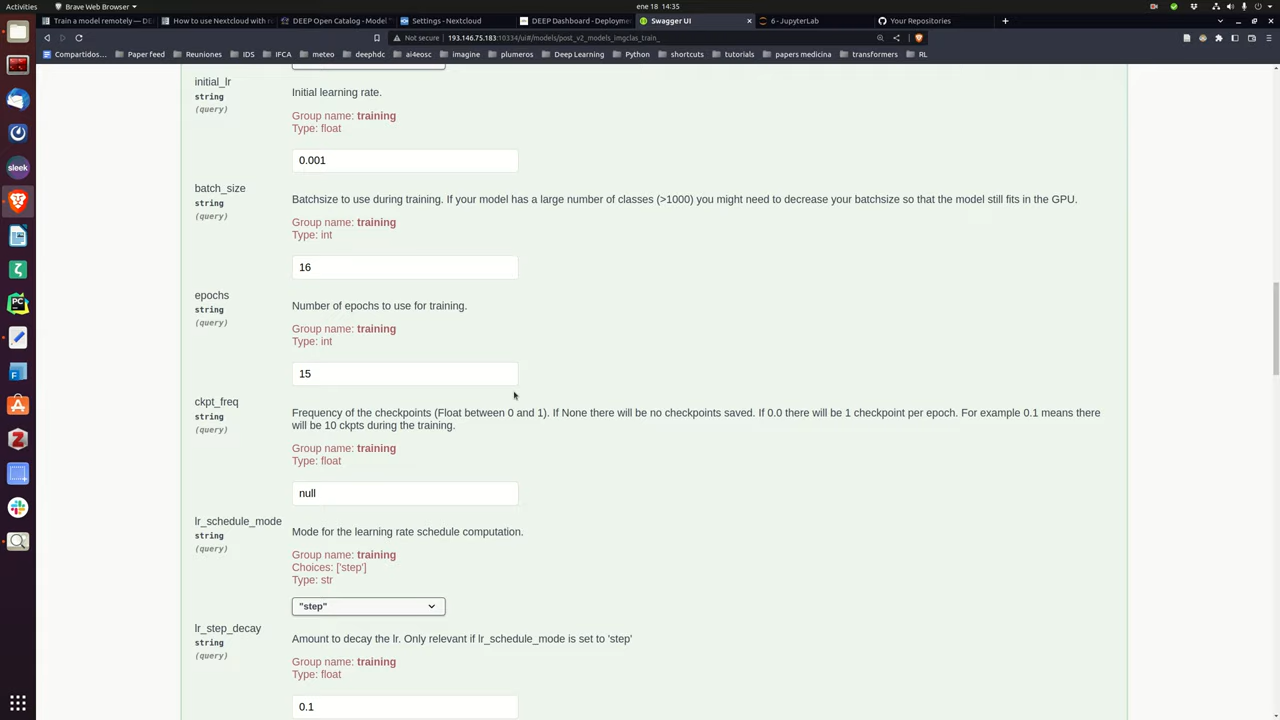 Activities
Brave Web Browser
ene 18 14:35
Train a model remotely — DE
How to use Nextcloud with r
DEEP Open Catalog - Model
Settings - Nextcloud
DEEP Dashboard - Deployme
Swagger UI
6 - JupyterLab
Your Repositories
Not secure
193.146.75.183:10334/ui#/models/post_v2_models_imgclas_train_
Compartidos...
Paper feed
Reuniones
IDS
IFCA
meteo
deephdc
ai4eosc
imagine
plumeros
Deep Learning
Python
shortcuts
tutorials
papers medicina
transformers
RL
initial_lr
string
(query)
Initial learning rate.
Group name: training
Type: float
0.001
batch_size
string
(query)
Batchsize to use during training. If your model has a large number of classes (>1000) you might need to decrease your batchsize so that the model still fits in the GPU.
Group name: training
Type: int
16
epochs
string
(query)
Number of epochs to use for training.
Group name: training
Type: int
15
ckpt_freq
string
(query)
Frequency of the checkpoints (Float between 0 and 1). If None there will be no checkpoints saved. If 0.0 there will be 1 checkpoint per epoch. For example 0.1 means there
will be 10 ckpts during the training.
Group name: training
Type: float
null
lr_schedule_mode
string
(query)
Mode for the learning rate schedule computation.
Group name: training
Choices: ['step']
Type: str
"step"
lr_step_decay
string
(query)
Amount to decay the lr. Only relevant if lr_schedule_mode is set to 'step'
Group name: training
Type: float
0.1
sleek
PC